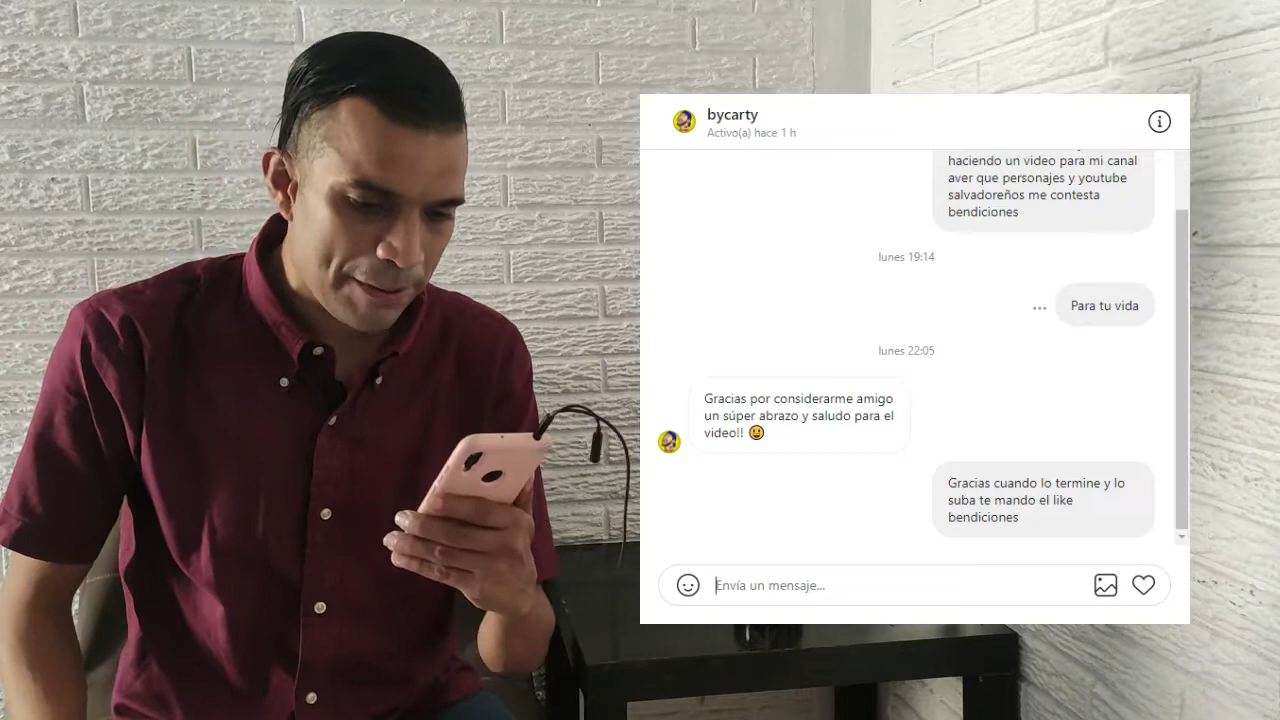 bycarty
Activo(a) hace 1 h
haciendo un video para mi canal
aver que personajes y youtube
salvadoreños me contesta
bendiciones
lunes 19:14
Para tu vida
lunes 22:05
Gracias por considerarme amigo
un súper abrazo y saludo para el
video!! 😃
Gracias cuando lo termine y lo
suba te mando el like
bendiciones
Envía un mensaje...